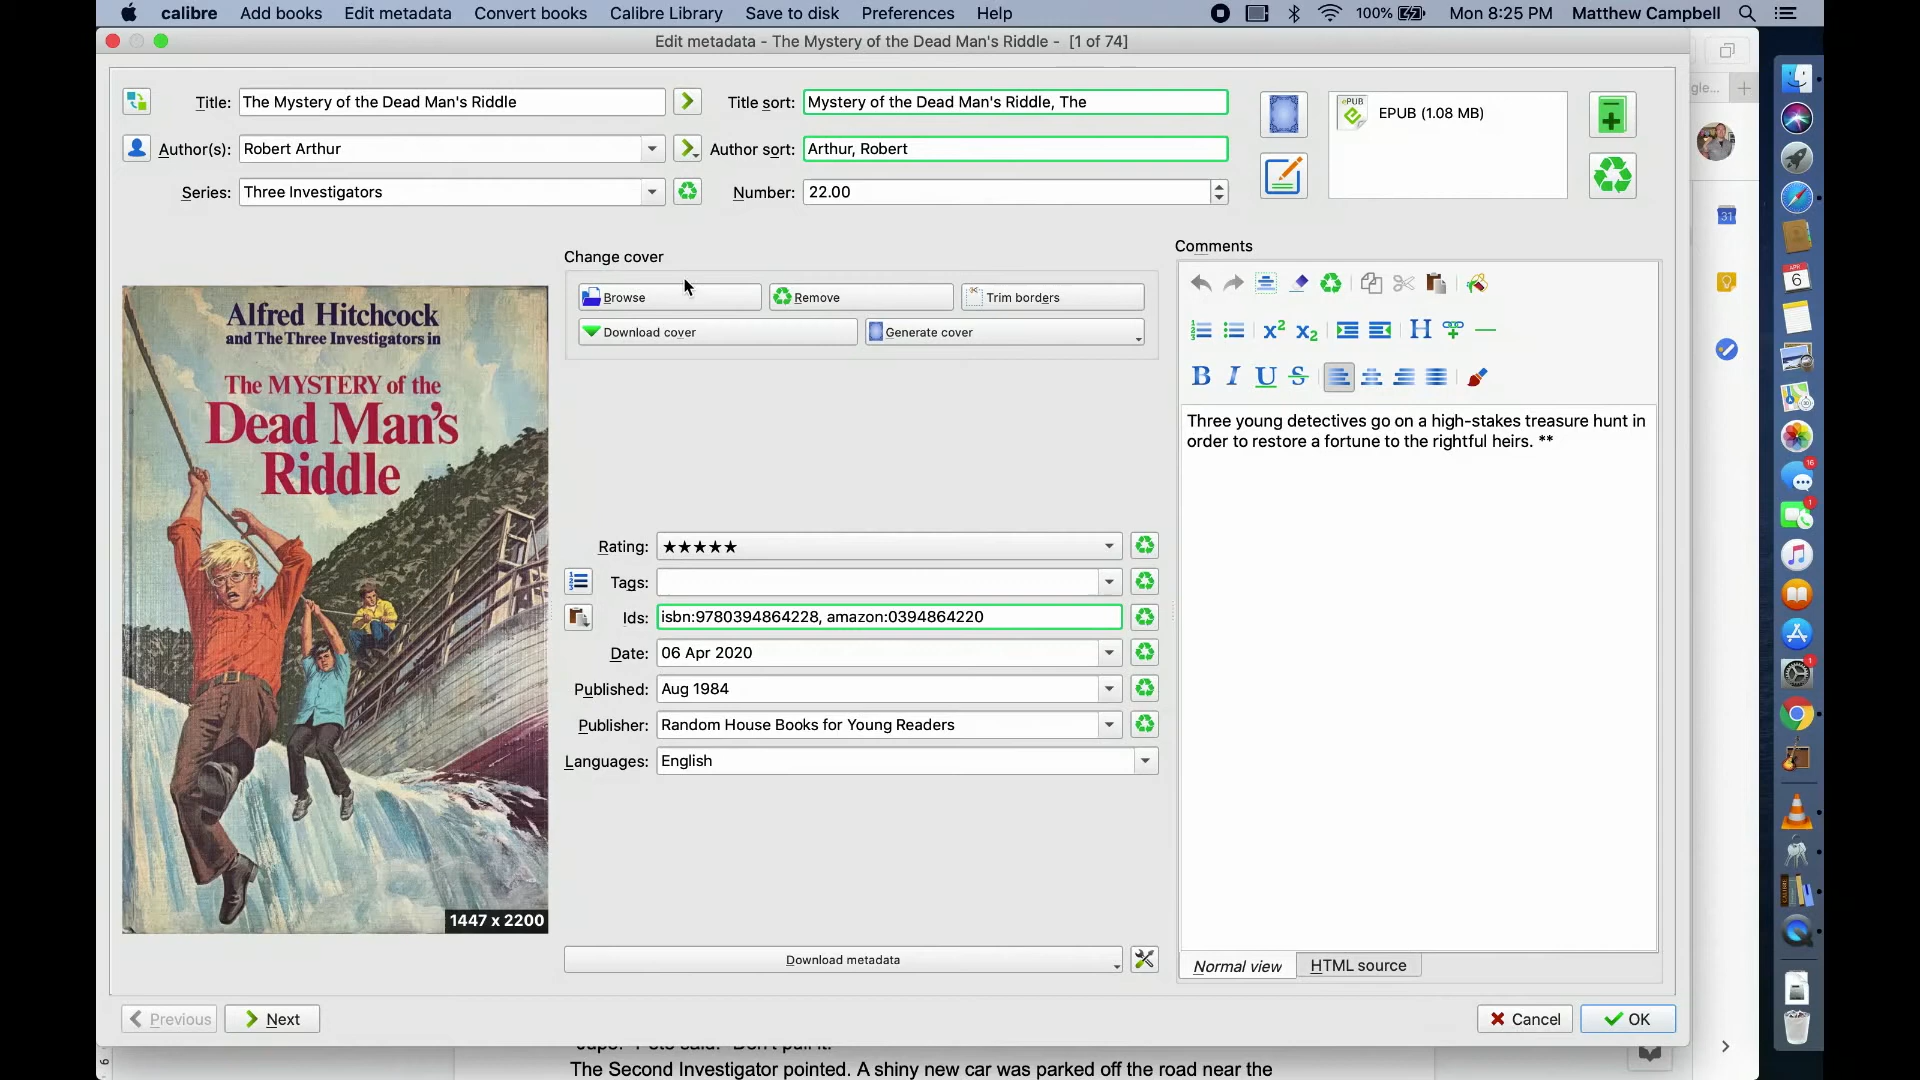 calibre Add books Edit metadata Convert books Calibre Library Save to disk Preferences Help 100% Mon 8:25 PM Matthew Campbell
Edit metadata - The Mystery of the Dead Man's Riddle - [1 of 74]
Title: The Mystery of the Dead Man's Riddle Title sort: Mystery of the Dead Man's Riddle, The
Author(s): Robert Arthur Author sort: Arthur, Robert
Series: Three Investigators Number: 22.00
EPUB EPUB (1.08 MB)
Change cover
Browse Remove Trim borders
Download cover Generate cover
Alfred Hitchcock
and The Three Investigators in
The MYSTERY of the
Dead Man's
Riddle
1447 x 2200
Rating: ★★★★★
Tags:
Ids: isbn:9780394864228, amazon:0394864220
Date: 06 Apr 2020
Published: Aug 1984
Publisher: Random House Books for Young Readers
Languages: English
Download metadata
Comments
Three young detectives go on a high-stakes treasure hunt in
order to restore a fortune to the rightful heirs. **
Normal view HTML source
Previous Next Cancel OK
The Second Investigator pointed. A shiny new car was parked off the road near the
gle...
31
APR
6
16
1
1